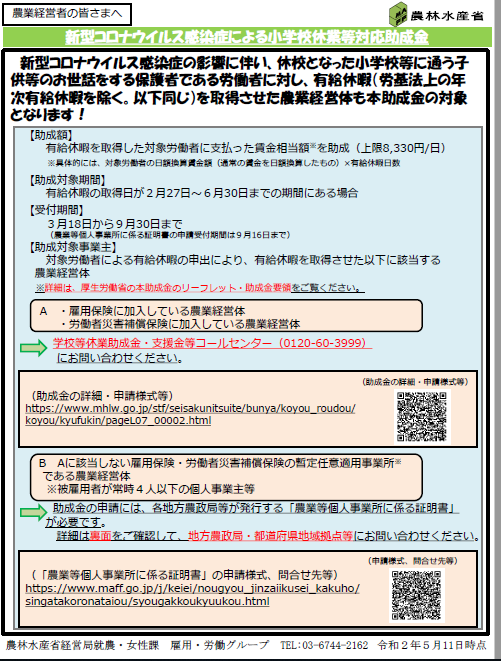 農業経営者の皆さまへ
農林水産省
新型コロナウイルス感染症による小学校休業等対応助成金
新型コロナウイルス感染症の影響に伴い、休校となった小学校等に通う子
供等のお世話をする保護者である労働者に対し、有給休暇(労基法上の年
次有給休暇を除く。以下同じ)を取得させた農業経営体も本助成金の対象
となります！
【助成額】
有給休暇を取得した対象労働者に支払った賃金相当額※を助成（上限8,330円/日）
※具体的には、対象労働者の日額換算賃金額（通常の賃金を日額換算したもの）×有給休暇日数
【助成対象期間】
有給休暇の取得日が２月27日～６月30日までの期間にある場合
【受付期間】
３月18日から９月30日まで
（農業等個人事業所に係る証明書の申請受付期間は９月16日まで）
【助成対象事業主】
対象労働者による有給休暇の申出により、有給休暇を取得させた以下に該当する
農業経営体
※詳細は、厚生労働省の本助成金のリーフレット・助成金要領をご覧ください。
A ・雇用保険に加入している農業経営体
・労働者災害補償保険に加入している農業経営体
学校等休業助成金・支援金等コールセンター（0120-60-3999）
にお問い合わせください。
（助成金の詳細・申請様式等）
（助成金の詳細・申請様式等）
https://www.mhlw.go.jp/stf/seisakunitsuite/bunya/koyou_roudou/
koyou/kyufukin/pageL07_00002.html
B Aに該当しない雇用保険・労働者災害補償保険の暫定任意適用事業所※
である農業経営体
※被雇用者が常時４人以下の個人事業主等
助成金の申請には、各地方農政局等が発行する「農業等個人事業所に係る証明書」
が必要です。
詳細は裏面をご確認して、地方農政局・都道府県地域拠点等にお問い合わせください。
（申請様式、問合せ先等）
（「農業等個人事業所に係る証明書」の申請様式、問合せ先等）
https://www.maff.go.jp/j/keiei/nougyou_jinzaiikusei_kakuho/
singatakoronataiou/syougakkoukyuukou.html
農林水産省経営局就農・女性課 雇用・労働グループ TEL:03-6744-2162 令和２年５月11日時点